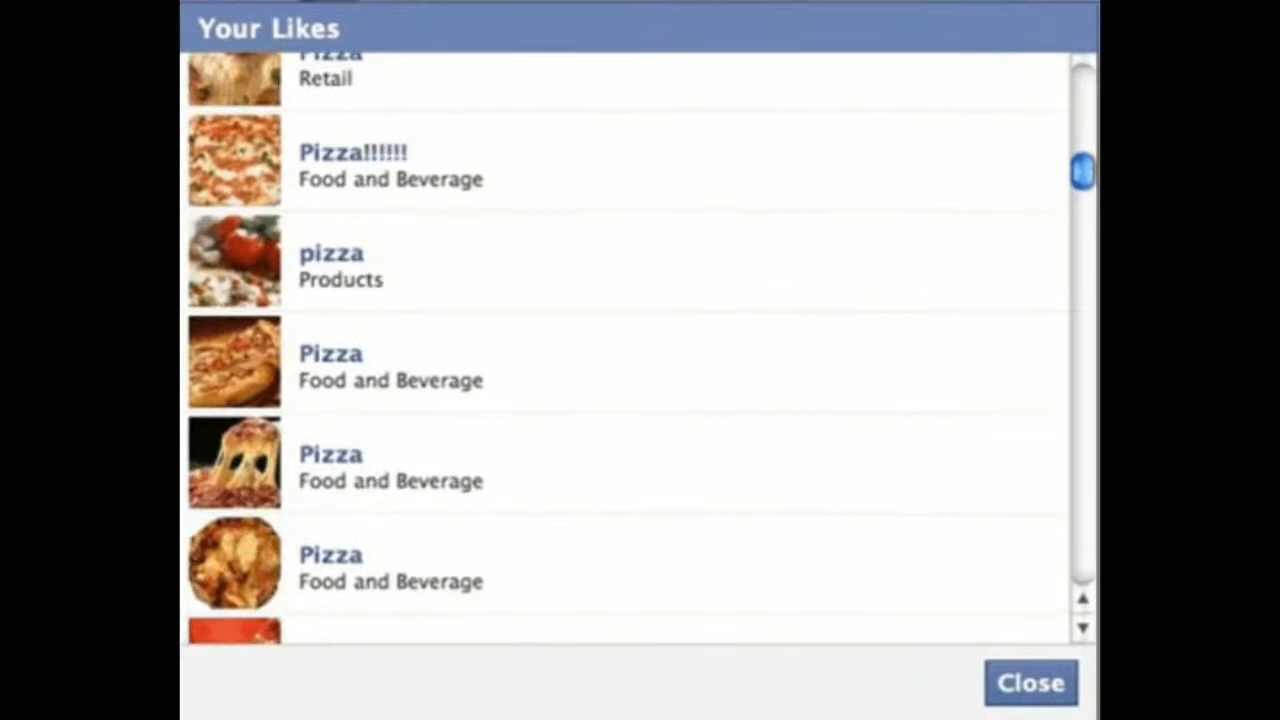 Your Likes
Pizza
Retail
Pizza!!!!!!
Food and Beverage
pizza
Products
Pizza
Food and Beverage
Pizza
Food and Beverage
Pizza
Food and Beverage
Close